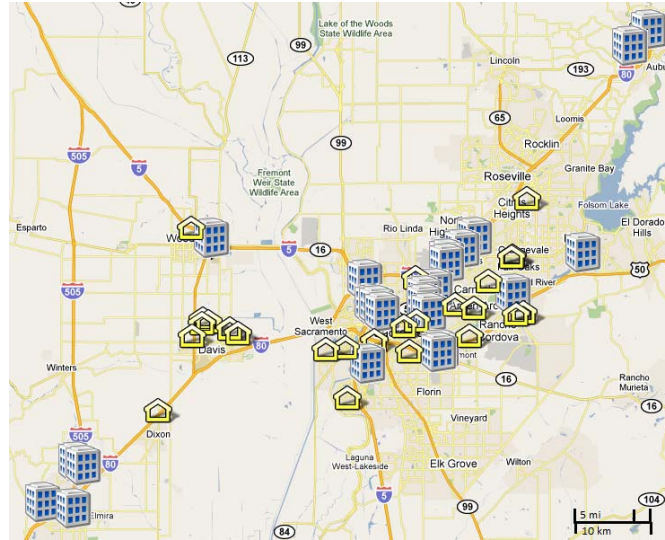 Lake of the Woods
State Wildlife Area
99
113
Lincoln
193
80
65
Loomis
99
Rocklin
505
5
Granite Bay
Fremont
Weir State
Wildlife Area
Roseville
Citrus
Heights
Folsom Lake
Esparto
Rio Linda
El Dorado
Hills
16
5
50
505
West
Sacramento
Rancho
Cordova
Davis
80
Winters
16
Florin
Rancho
Murieta
16
Dixon
Vineyard
505
80
Laguna
West-Lakeside
Elk Grove
Wilton
5
Elmira
99
104
84
5 mi
10 km